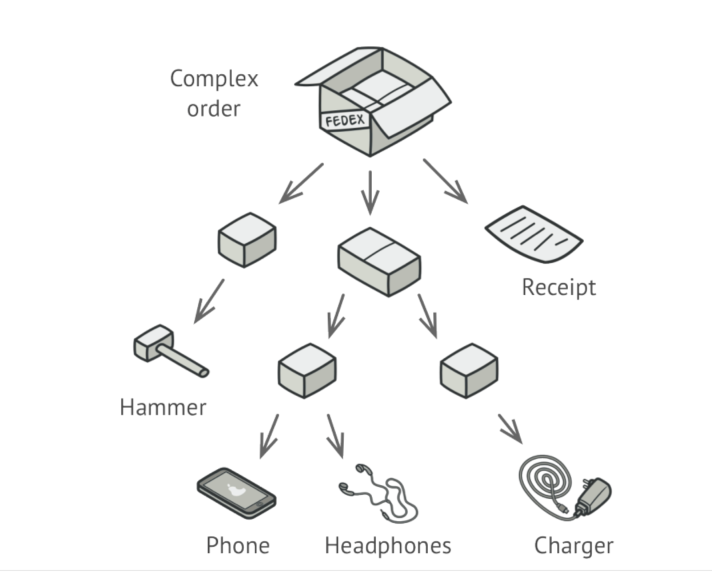 Complex
order
FEDEX
Receipt
Hammer
Phone
Headphones
Charger